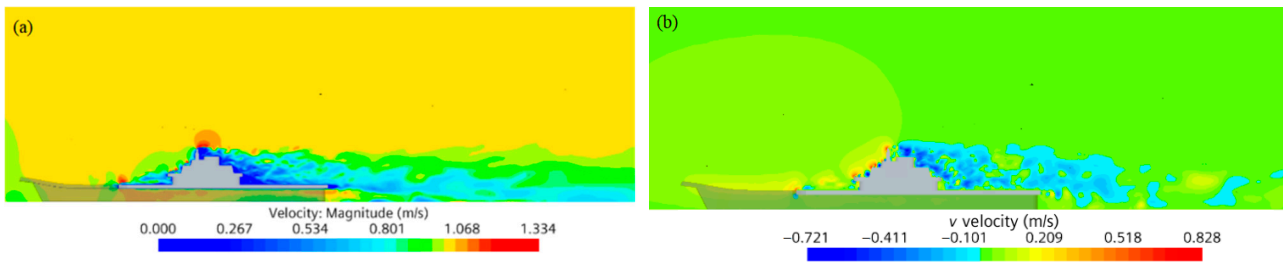 (a)
(b)
Velocity: Magnitude (m/s)
0.000 0.267 0.534 0.801 1.068 1.334
v velocity (m/s)
−0.721 −0.411 −0.101 0.209 0.518 0.828